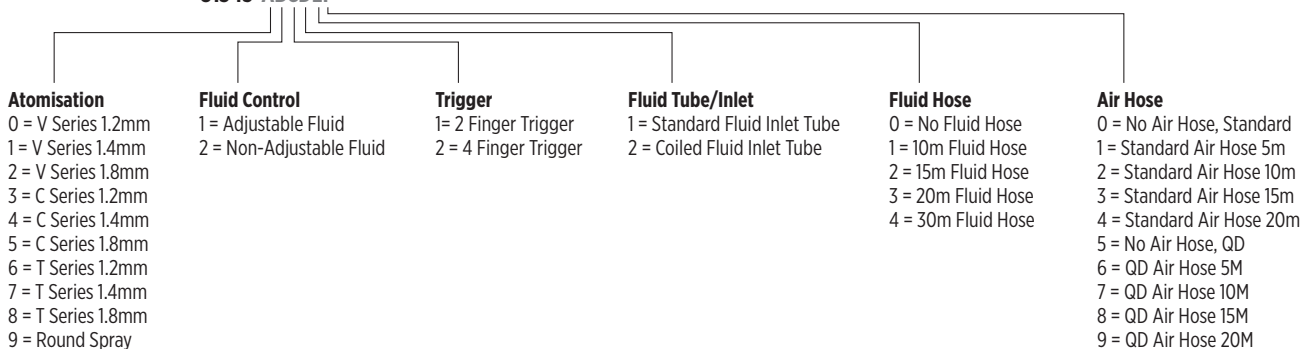 Atomisation
0 = V Series 1.2mm
1 = V Series 1.4mm
2 = V Series 1.8mm
3 = C Series 1.2mm
4 = C Series 1.4mm
5 = C Series 1.8mm
6 = T Series 1.2mm
7 = T Series 1.4mm
8 = T Series 1.8mm
9 = Round Spray
Fluid Control
1 = Adjustable Fluid
2 = Non-Adjustable Fluid
Trigger
1= 2 Finger Trigger
2 = 4 Finger Trigger
Fluid Tube/Inlet
1 = Standard Fluid Inlet Tube
2 = Coiled Fluid Inlet Tube
Fluid Hose
0 = No Fluid Hose
1 = 10m Fluid Hose
2 = 15m Fluid Hose
3 = 20m Fluid Hose
4 = 30m Fluid Hose
Air Hose
0 = No Air Hose, Standard
1 = Standard Air Hose 5m
2 = Standard Air Hose 10m
3 = Standard Air Hose 15m
4 = Standard Air Hose 20m
5 = No Air Hose, QD
6 = QD Air Hose 5M
7 = QD Air Hose 10M
8 = QD Air Hose 15M
9 = QD Air Hose 20M